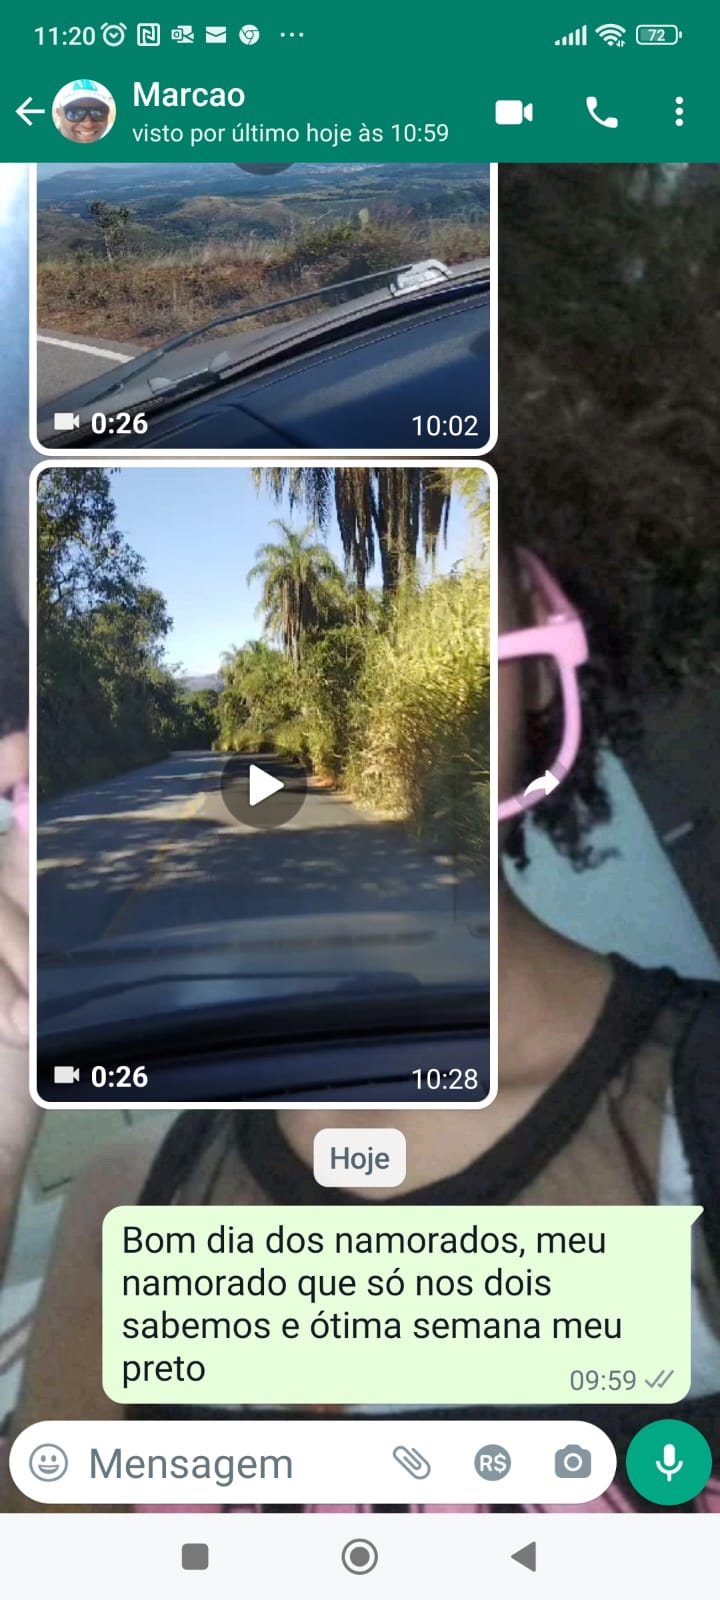 11:20
72
Marcao
visto por último hoje às 10:59
0:26
10:02
0:26
10:28
Hoje
Bom dia dos namorados, meu
namorado que só nos dois
sabemos e ótima semana meu
preto
09:59
Mensagem
R$